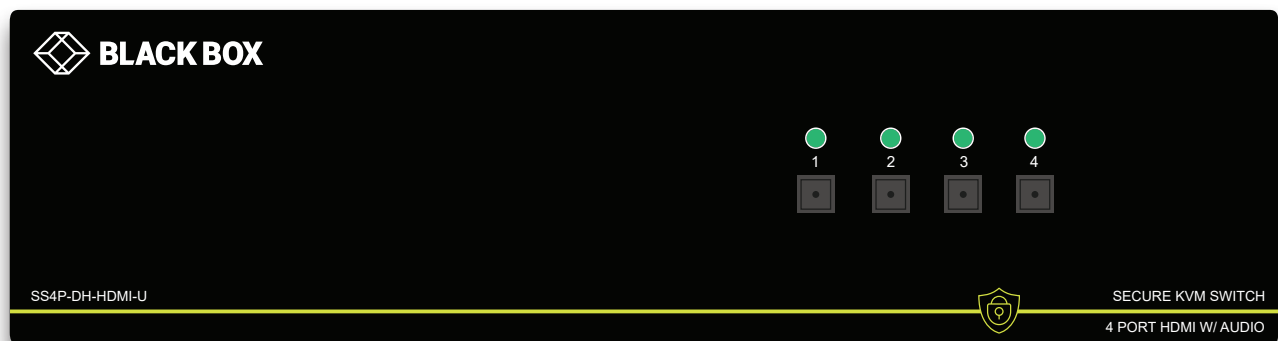 BLACK BOX
1 2 3 4
SS4P-DH-HDMI-U
SECURE KVM SWITCH
4 PORT HDMI W/ AUDIO